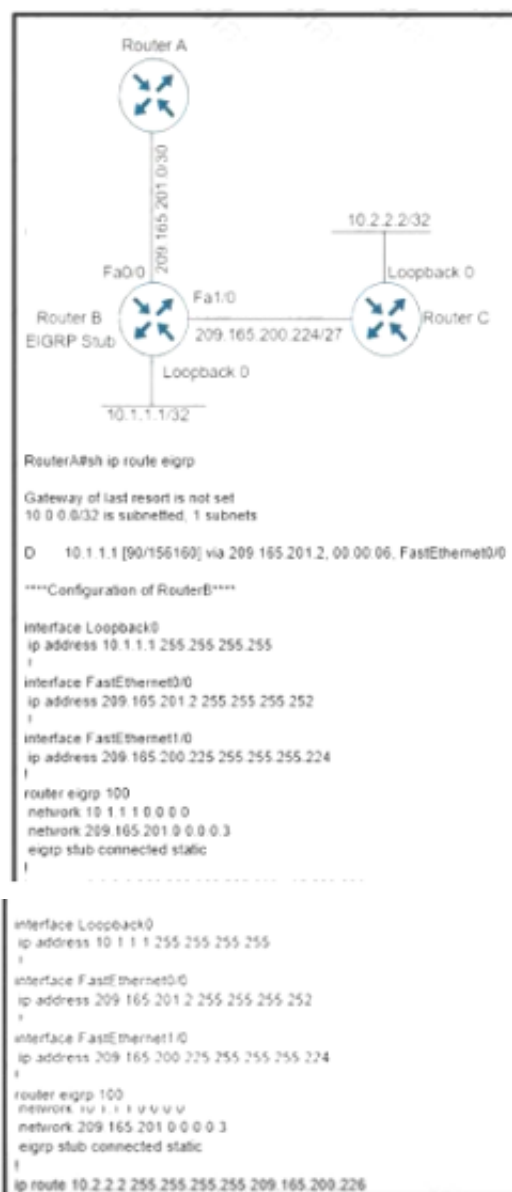 Router A
209.165.201.0/30
10.2.2.2/32
Fa0/0
Loopback 0
Fa1/0
Router B
Router C
EIGRP Stub
209.165.200.224/27
Loopback 0
10.1.1.1/32
RouterA#sh ip route eigrp
Gateway of last resort is not set
10.0.0.0/32 is subnetted, 1 subnets
D 10.1.1.1 [90/156160] via 209.165.201.2, 00:00:06, FastEthernet0/0
****Configuration of RouterB****
interface Loopback0
ip address 10.1.1.1 255.255.255.255
!
interface FastEthernet0/0
ip address 209.165.201.2 255.255.255.252
!
interface FastEthernet1/0
ip address 209.165.200.225 255.255.255.224
!
router eigrp 100
network 10.1.1.1 0.0.0.0
network 209.165.201.0 0.0.0.3
eigrp stub connected static
!
interface Loopback0
ip address 10.1.1.1 255.255.255.255
!
interface FastEthernet0/0
ip address 209.165.201.2 255.255.255.252
!
interface FastEthernet1/0
ip address 209.165.200.225 255.255.255.224
!
router eigrp 100
network 10.1.1.1 0.0.0.0
network 209.165.201.0 0.0.0.3
eigrp stub connected static
!
ip route 10.2.2.2 255.255.255.255 209.165.200.226